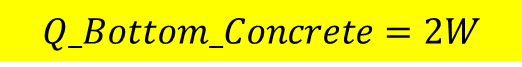 Q_Bottom_Concrete = 2W